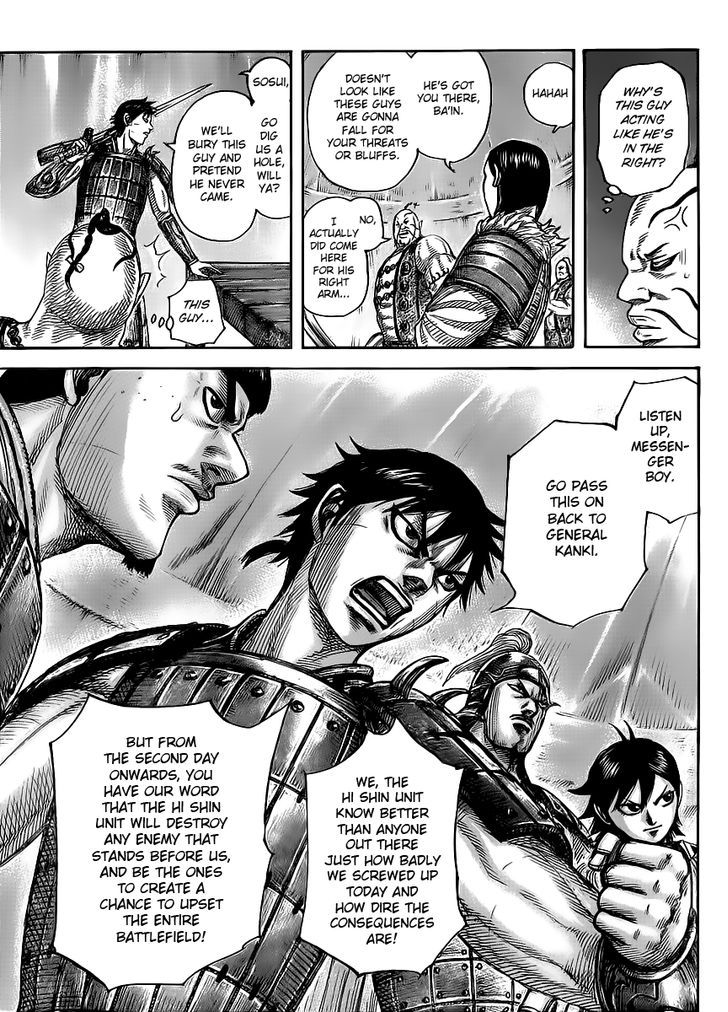 WHY'S
THIS GUY
ACTING
LIKE HE'S
IN THE
RIGHT?
HAHAH
HE'S GOT
YOU THERE,
BA'IN.
DOESN'T
LOOK LIKE
THESE GUYS
ARE GONNA
FALL FOR
YOUR THREATS
OR BLUFFS.
NO,
I
ACTUALLY
DID COME
HERE
FOR HIS
RIGHT
ARM...
SOSUI,
GO
DIG
US A
HOLE,
WILL
YA?
WE'LL
BURY THIS
GUY AND
PRETEND
HE NEVER
CAME.
THIS
GUY...
LISTEN
UP,
MESSEN-
GER
BOY.
GO PASS
THIS ON
BACK TO
GENERAL
KANKI.
WE, THE
HI SHIN UNIT
KNOW BETTER
THAN ANYONE
OUT THERE
JUST HOW BADLY
WE SCREWED UP
TODAY AND
HOW DIRE THE
CONSEQUENCES
ARE!
BUT FROM
THE SECOND DAY
ONWARDS, YOU
HAVE OUR WORD
THAT THE HI SHIN
UNIT WILL DESTROY
ANY ENEMY THAT
STANDS BEFORE US,
AND BE THE ONES
TO CREATE A
CHANCE TO UPSET
THE ENTIRE
BATTLEFIELD!